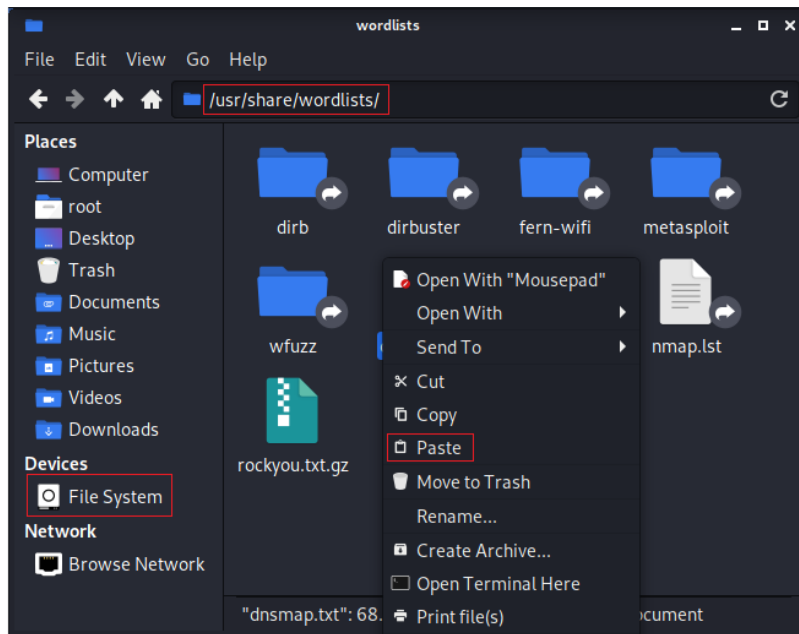 wordlists
File Edit View Go Help
/usr/share/wordlists/
Places
Computer
root
Desktop
Trash
Documents
Music
Pictures
Videos
Downloads
Devices
File System
Network
Browse Network
dirb dirbuster fern-wifi metasploit
wfuzz nmap.lst
rockyou.txt.gz
Open With "Mousepad"
Open With
Send To
Cut
Copy
Paste
Move to Trash
Rename...
Create Archive...
Open Terminal Here
Print file(s)
"dnsmap.txt": 68.